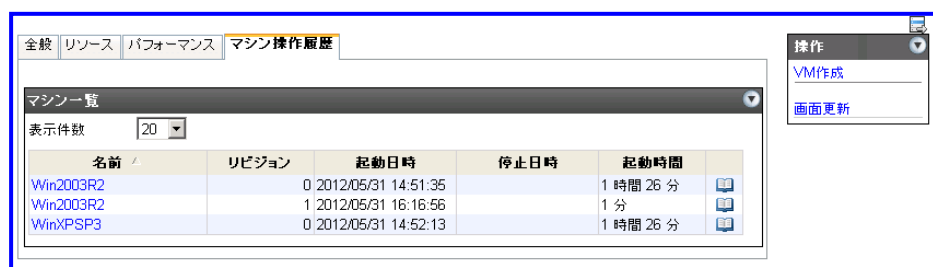 全般 リソース パフォーマンス マシン操作履歴
マシン一覧
表示件数 20
名前 リビジョン 起動日時 停止日時 起動時間
Win2003R2 0 2012/05/31 14:51:35 1 時間 26 分
Win2003R2 1 2012/05/31 16:16:56 1 分
WinXPSP3 0 2012/05/31 14:52:13 1 時間 26 分
操作
VM作成
画面更新